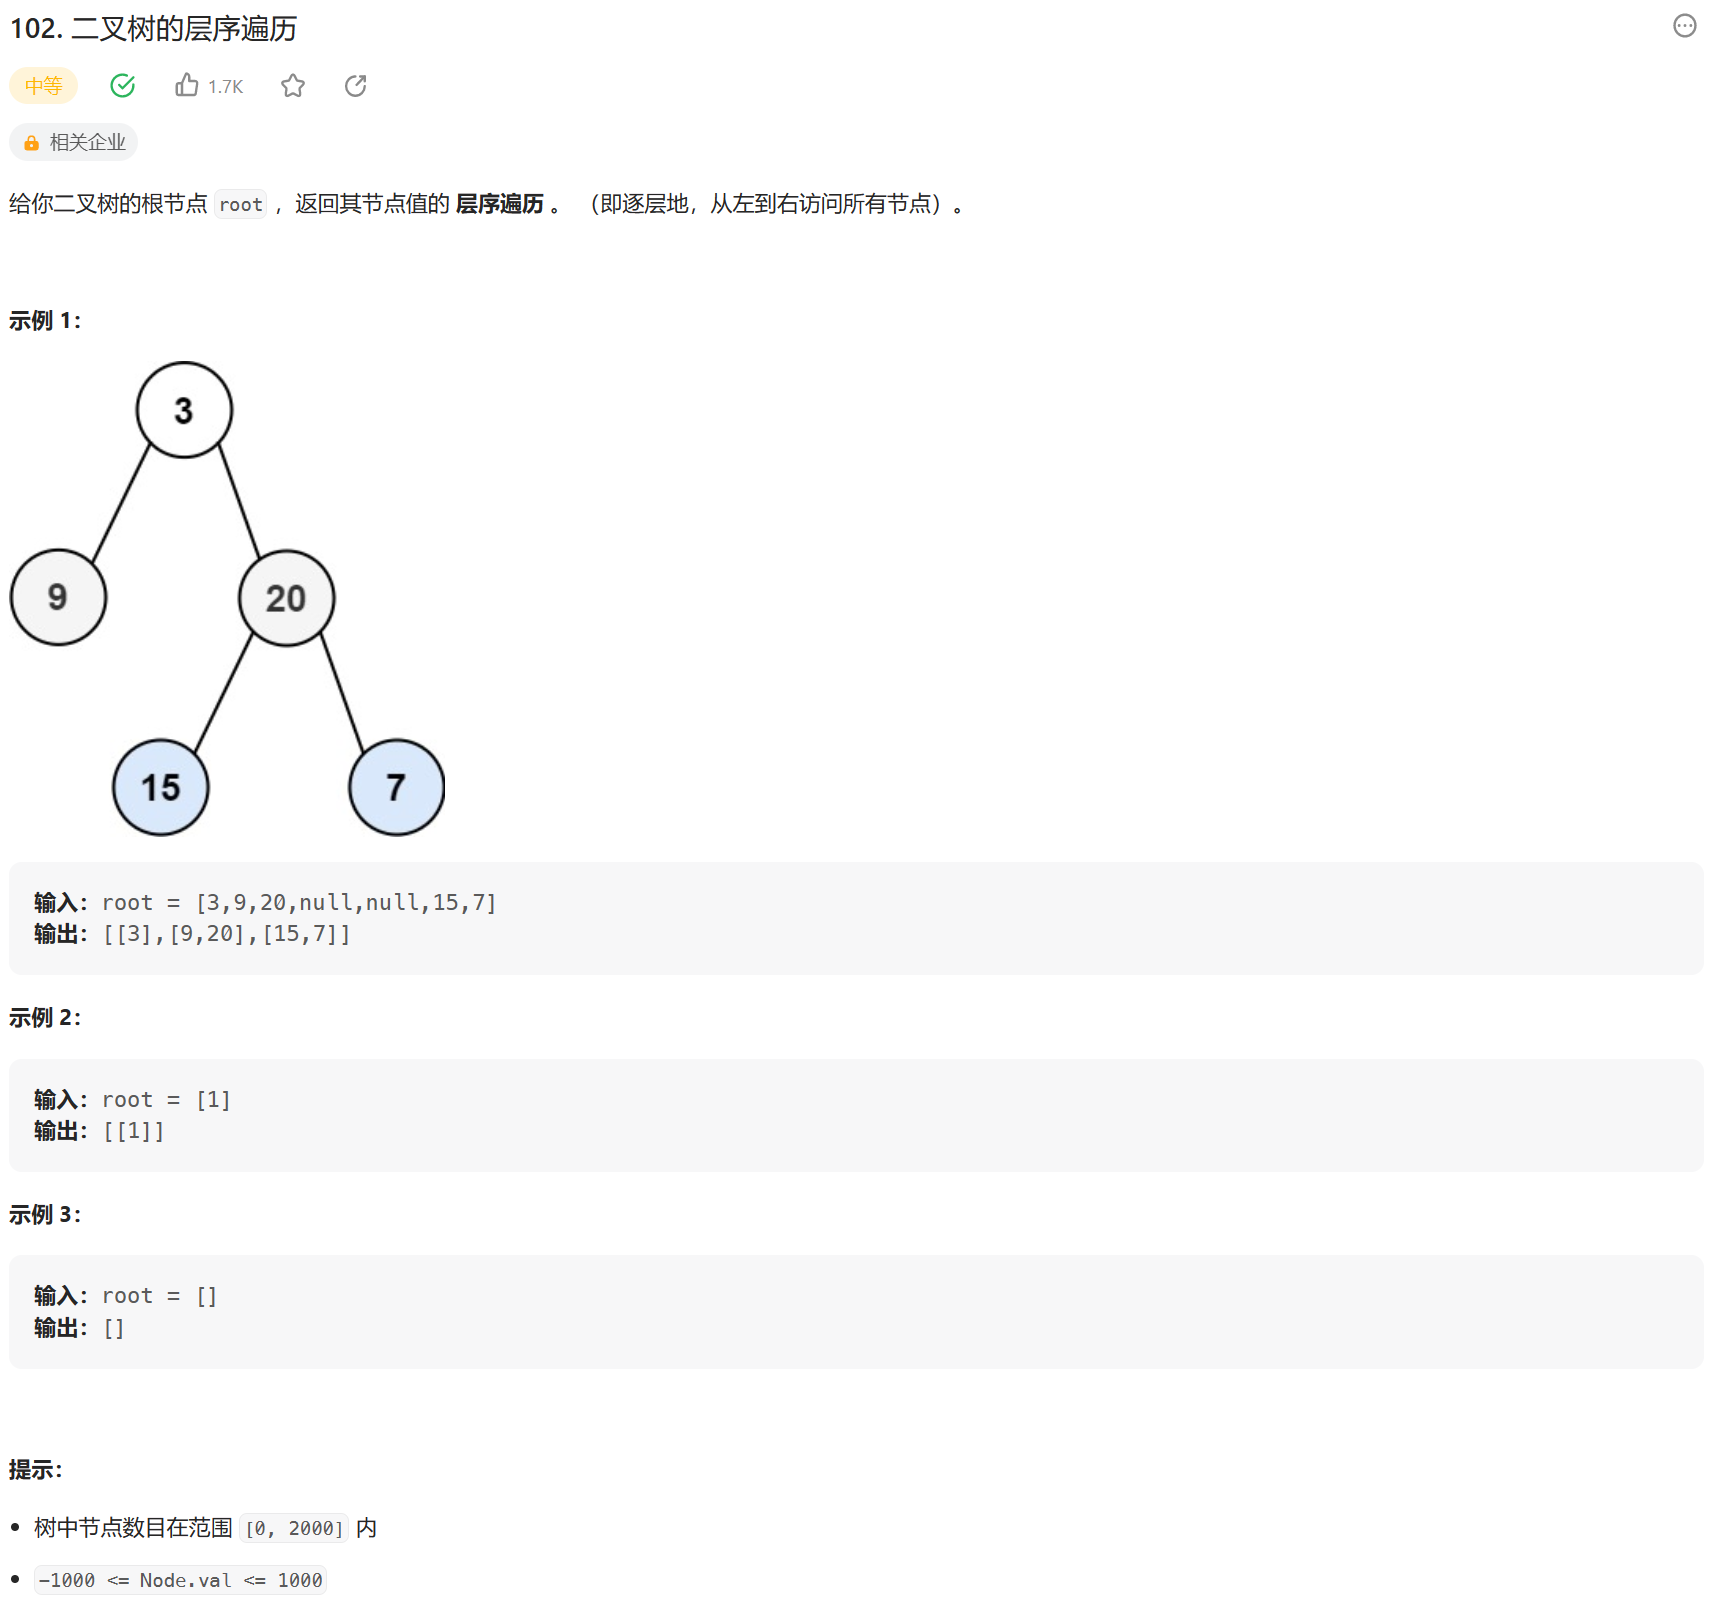 102. 二叉树的层序遍历
中等
1.7K
相关企业
给你二叉树的根节点 root ，返回其节点值的 层序遍历 。 （即逐层地，从左到右访问所有节点）。
示例 1：
3
9
20
15
7
输入：root = [3,9,20,null,null,15,7]
输出：[[3],[9,20],[15,7]]
示例 2：
输入：root = [1]
输出：[[1]]
示例 3：
输入：root = []
输出：[]
提示：
树中节点数目在范围 [0, 2000] 内
-1000 <= Node.val <= 1000